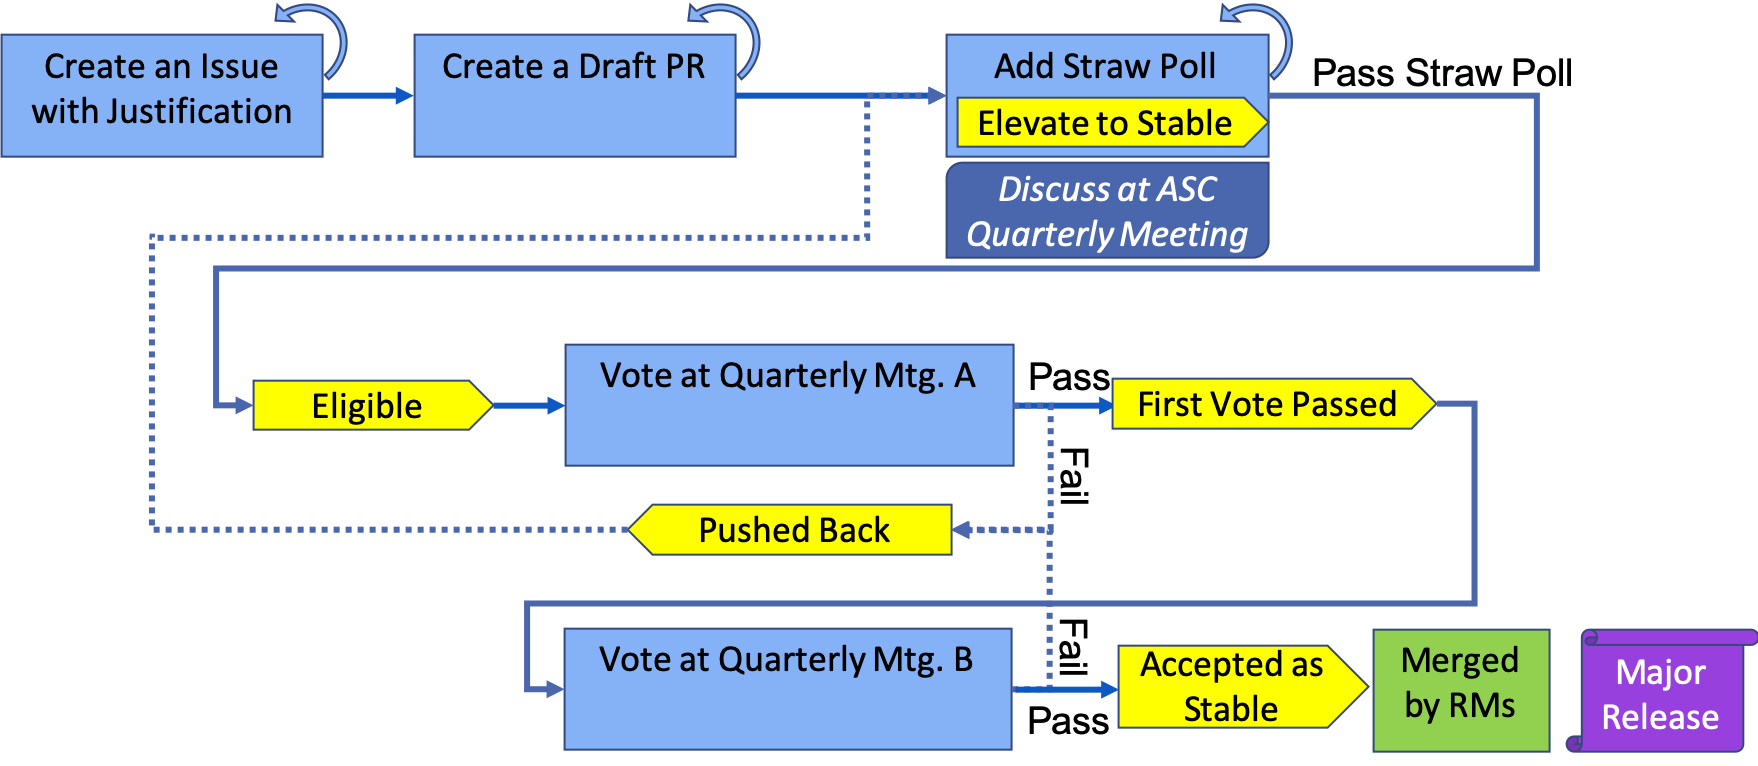 Create an Issue
with Justification
Create a Draft PR
Add Straw Poll
Elevate to Stable
Discuss at ASC
Quarterly Meeting
Pass Straw Poll
Eligible
Vote at Quarterly Mtg. A
Pass
First Vote Passed
Fail
Pushed Back
Vote at Quarterly Mtg. B
Fail
Pass
Accepted as
Stable
Merged
by RMs
Major
Release